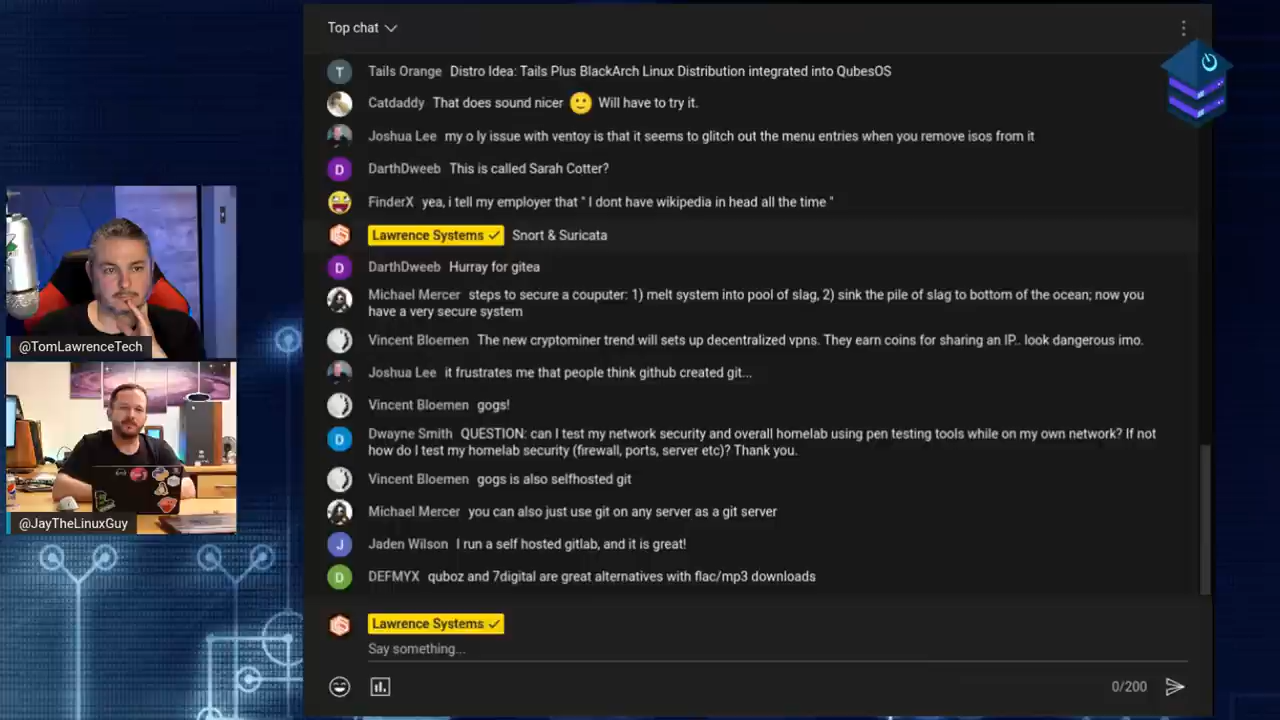 Top chat
Tails Orange Distro Idea: Tails Plus BlackArch Linux Distribution integrated into QubesOS
Catdaddy That does sound nicer 🙂 Will have to try it.
Joshua Lee my o ly issue with ventoy is that it seems to glitch out the menu entries when you remove isos from it
D DarthDweeb This is called Sarah Cotter?
FinderX yea, i tell my employer that " I dont have wikipedia in head all the time "
Lawrence Systems Snort & Suricata
D DarthDweeb Hurray for gitea
Michael Mercer steps to secure a couputer: 1) melt system into pool of slag, 2) sink the pile of slag to bottom of the ocean; now you
have a very secure system
Vincent Bloemen The new cryptominer trend will sets up decentralized vpns. They earn coins for sharing an IP.. look dangerous imo.
Joshua Lee it frustrates me that people think github created git...
Vincent Bloemen gogs!
D Dwayne Smith QUESTION: can I test my network security and overall homelab using pen testing tools while on my own network? If not
how do I test my homelab security (firewall, ports, server etc)? Thank you.
Vincent Bloemen gogs is also selfhosted git
Michael Mercer you can also just use git on any server as a git server
J Jaden Wilson I run a self hosted gitlab, and it is great!
D DEFMYX quboz and 7digital are great alternatives with flac/mp3 downloads
Lawrence Systems
Say something...
0/200
@TomLawrenceTech
@JayTheLinuxGuy